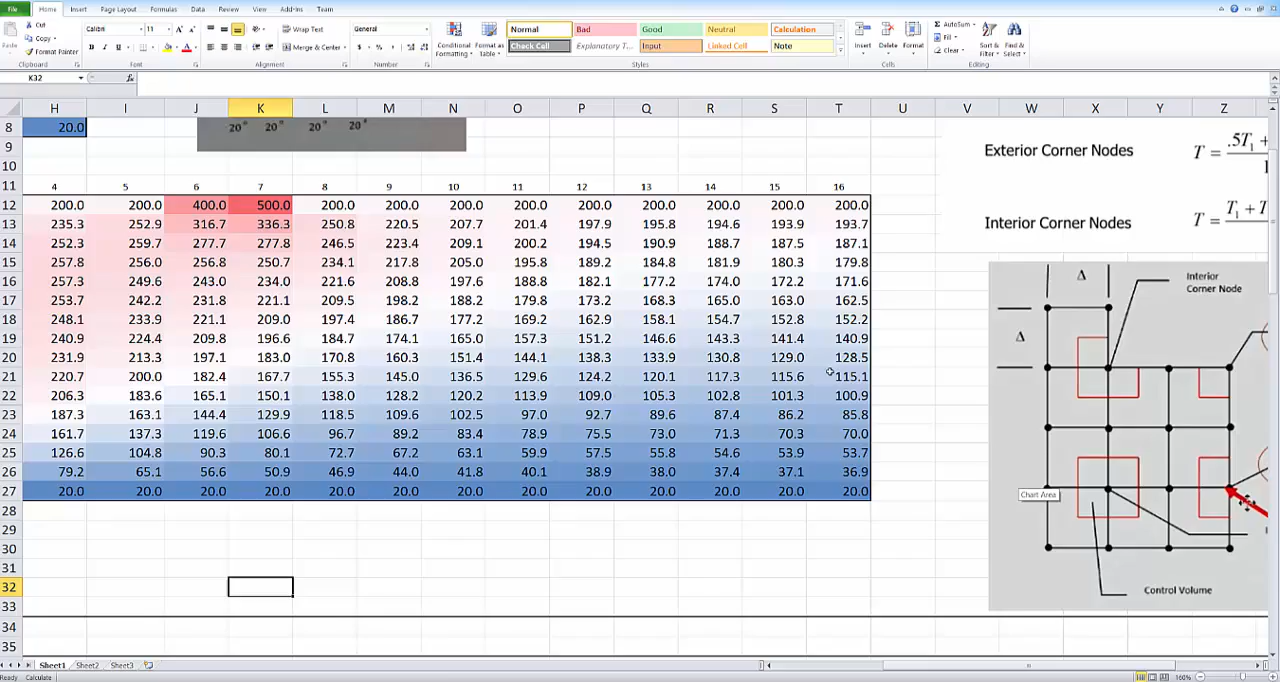 File Home Insert Page Layout Formulas Data Review View Add-Ins Team
Cut Calibri 11 Wrap Text General Normal Bad Good Neutral Calculation AutoSum
Copy Fill
Paste Format Painter B I U Merge & Center $ % , Conditional Formatting Format as Table Check Cell Explanatory T... Input Linked Cell Note Insert Delete Format Clear Sort & Filter Find & Select
Clipboard Font Alignment Number Styles Cells Editing
K32 fx
H I J K L M N O P Q R S T U V W X Y Z
8 20.0 20° 20° 20° 20°
9
10
11 4 5 6 7 8 9 10 11 12 13 14 15 16
12 200.0 200.0 400.0 500.0 200.0 200.0 200.0 200.0 200.0 200.0 200.0 200.0 200.0
13 235.3 252.9 316.7 336.3 250.8 220.5 207.7 201.4 197.9 195.8 194.6 193.9 193.7
14 252.3 259.7 277.7 277.8 246.5 223.4 209.1 200.2 194.5 190.9 188.7 187.5 187.1
15 257.8 256.0 256.8 250.7 234.1 217.8 205.0 195.8 189.2 184.8 181.9 180.3 179.8
16 257.3 249.6 243.0 234.0 221.6 208.8 197.6 188.8 182.1 177.2 174.0 172.2 171.6
17 253.7 242.2 231.8 221.1 209.5 198.2 188.2 179.8 173.2 168.3 165.0 163.0 162.5
18 248.1 233.9 221.1 209.0 197.4 186.7 177.2 169.2 162.9 158.1 154.7 152.8 152.2
19 240.9 224.4 209.8 196.6 184.7 174.1 165.0 157.3 151.2 146.6 143.3 141.4 140.9
20 231.9 213.3 197.1 183.0 170.8 160.3 151.4 144.1 138.3 133.9 130.8 129.0 128.5
21 220.7 200.0 182.4 167.7 155.3 145.0 136.5 129.6 124.2 120.1 117.3 115.6 115.1
22 206.3 183.6 165.1 150.1 138.0 128.2 120.2 113.9 109.0 105.3 102.8 101.3 100.9
23 187.3 163.1 144.4 129.9 118.5 109.6 102.5 97.0 92.7 89.6 87.4 86.2 85.8
24 161.7 137.3 119.6 106.6 96.7 89.2 83.4 78.9 75.5 73.0 71.3 70.3 70.0
25 126.6 104.8 90.3 80.1 72.7 67.2 63.1 59.9 57.5 55.8 54.6 53.9 53.7
26 79.2 65.1 56.6 50.9 46.9 44.0 41.8 40.1 38.9 38.0 37.4 37.1 36.9
27 20.0 20.0 20.0 20.0 20.0 20.0 20.0 20.0 20.0 20.0 20.0 20.0 20.0
28
29
30
31
32
33
34
35
Exterior Corner Nodes T = .5T1 +
Interior Corner Nodes T = T1 + T
Δ
Interior
Corner Node
Δ
Chart Area
Control Volume
Sheet1 Sheet2 Sheet3
Ready Calculate 160%